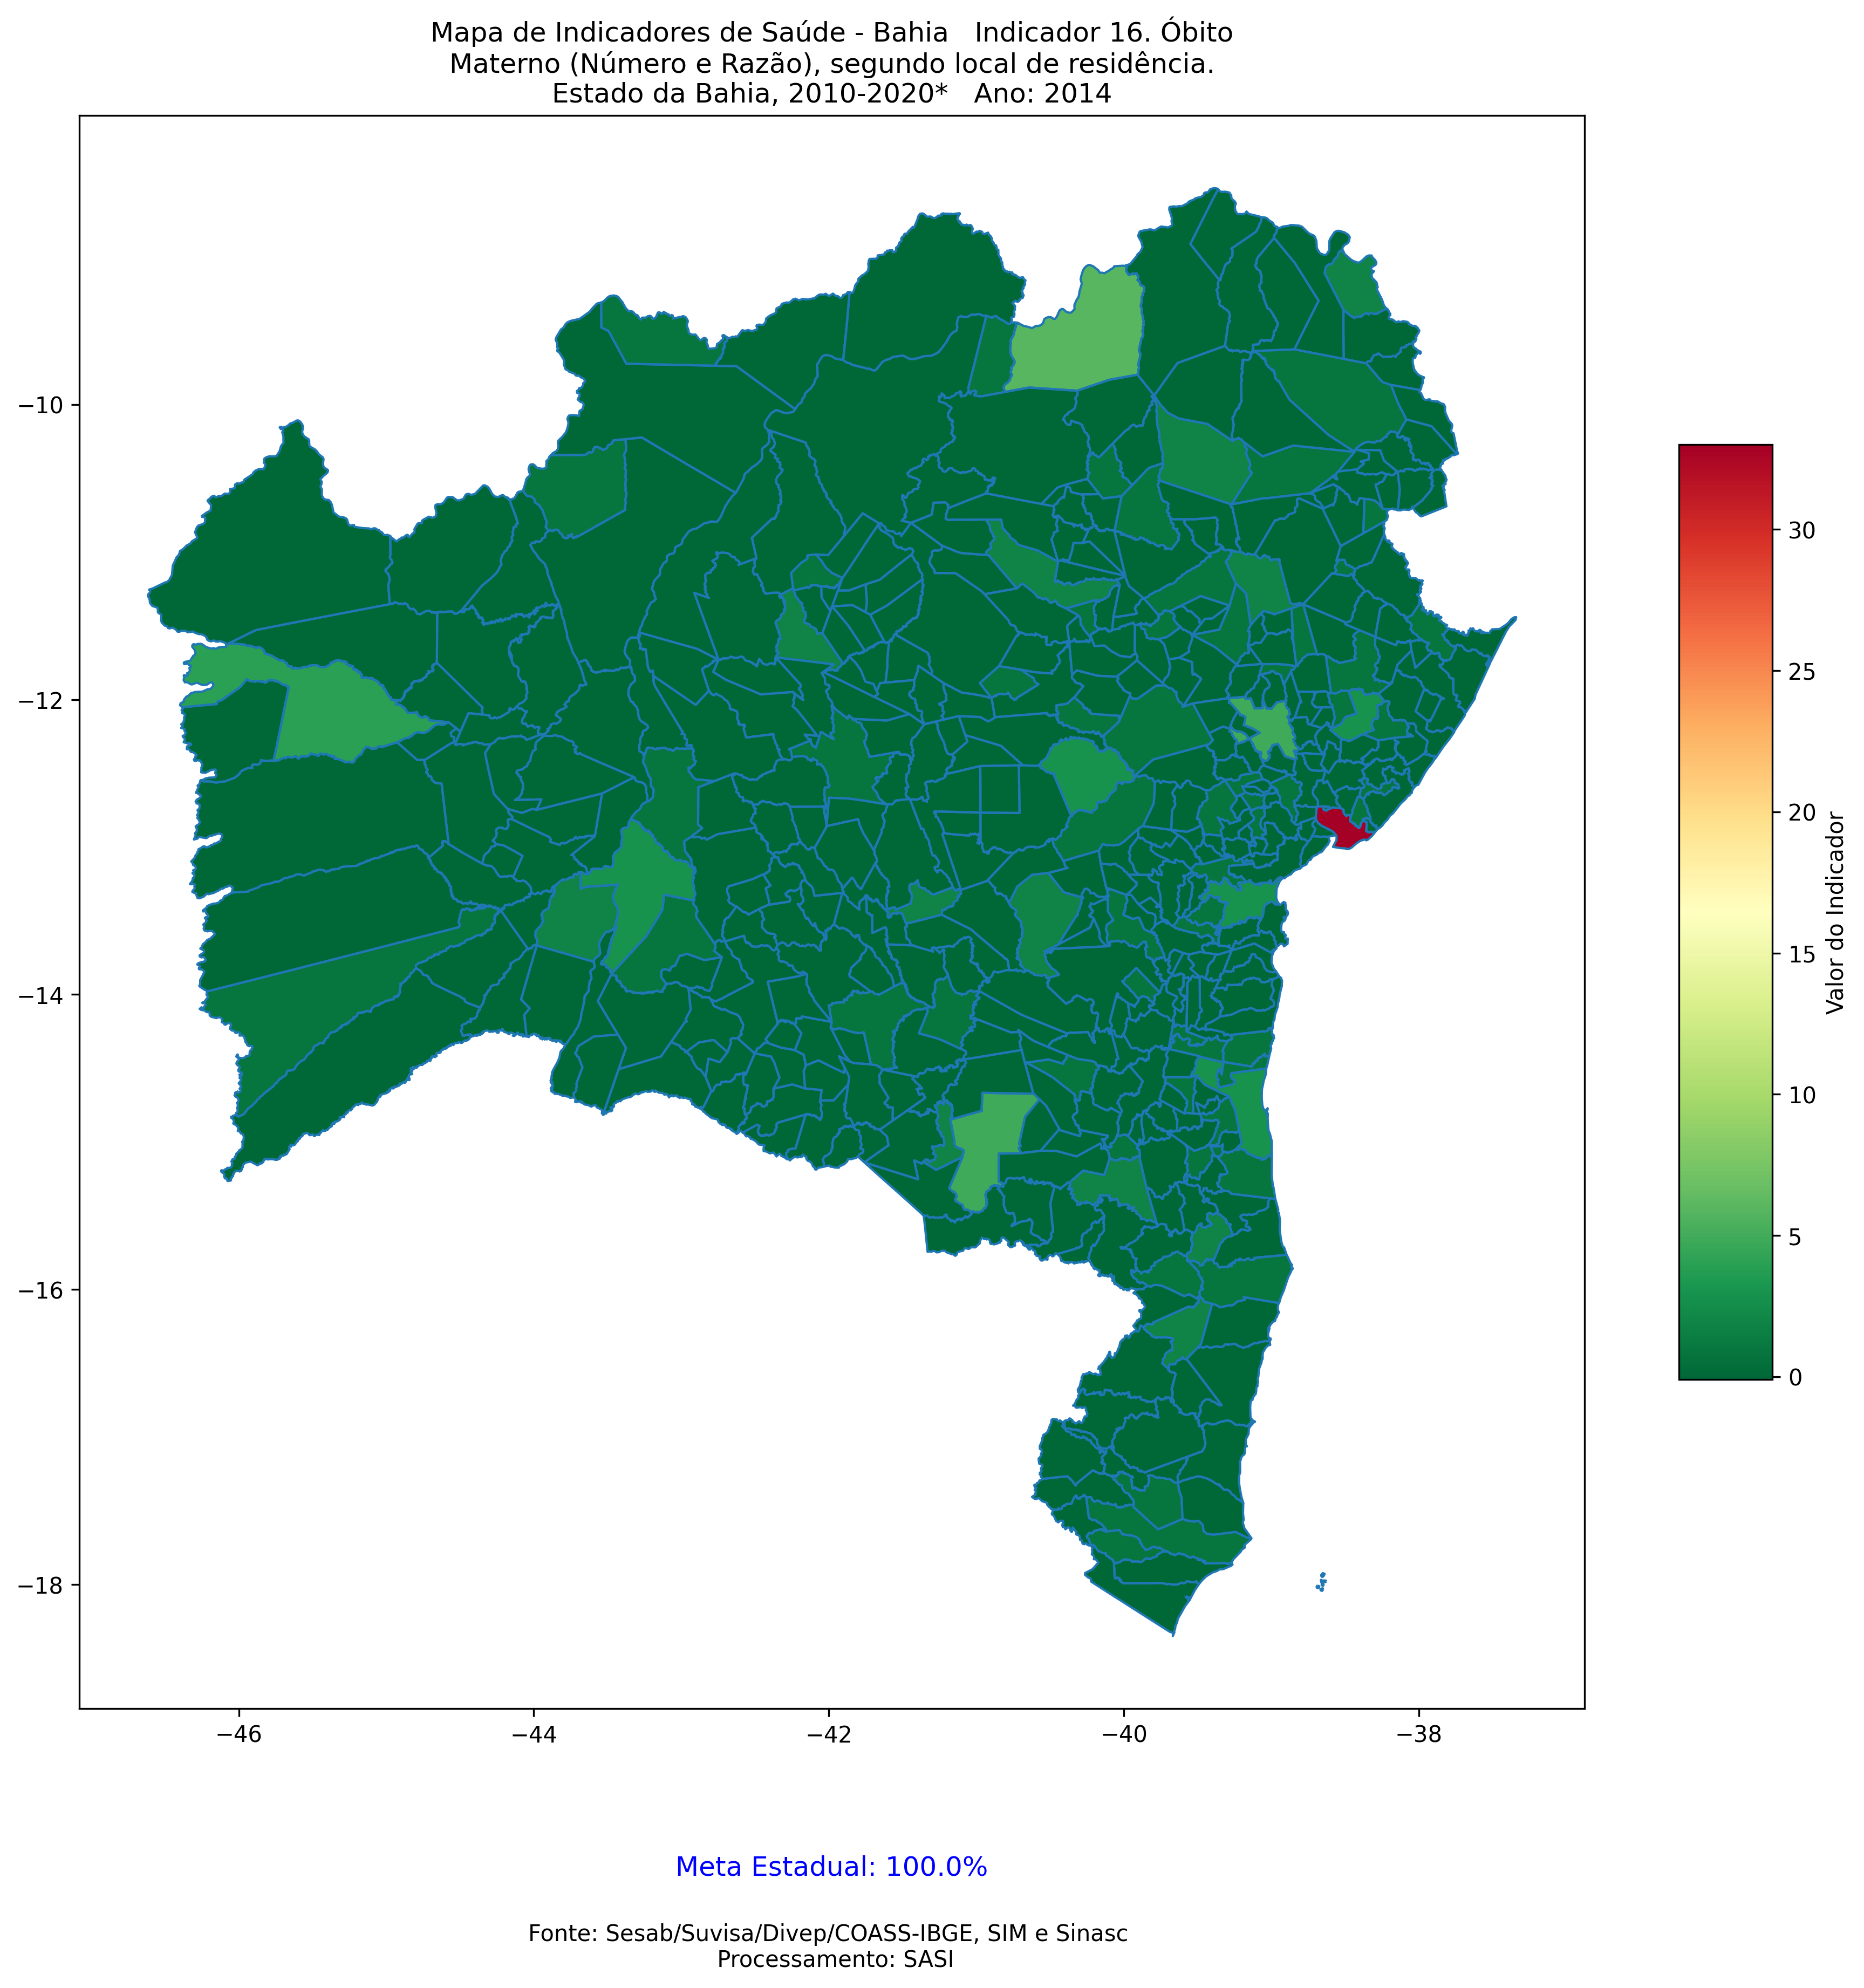 Mapa de Indicadores de Saúde - Bahia   Indicador 16. Óbito
Materno (Número e Razão), segundo local de residência.
Estado da Bahia, 2010-2020*   Ano: 2014
−10
−12
−14
−16
−18
−46
−44
−42
−40
−38
30
25
20
15
10
5
0
Valor do Indicador
Meta Estadual: 100.0%
Fonte: Sesab/Suvisa/Divep/COASS-IBGE, SIM e Sinasc
Processamento: SASI